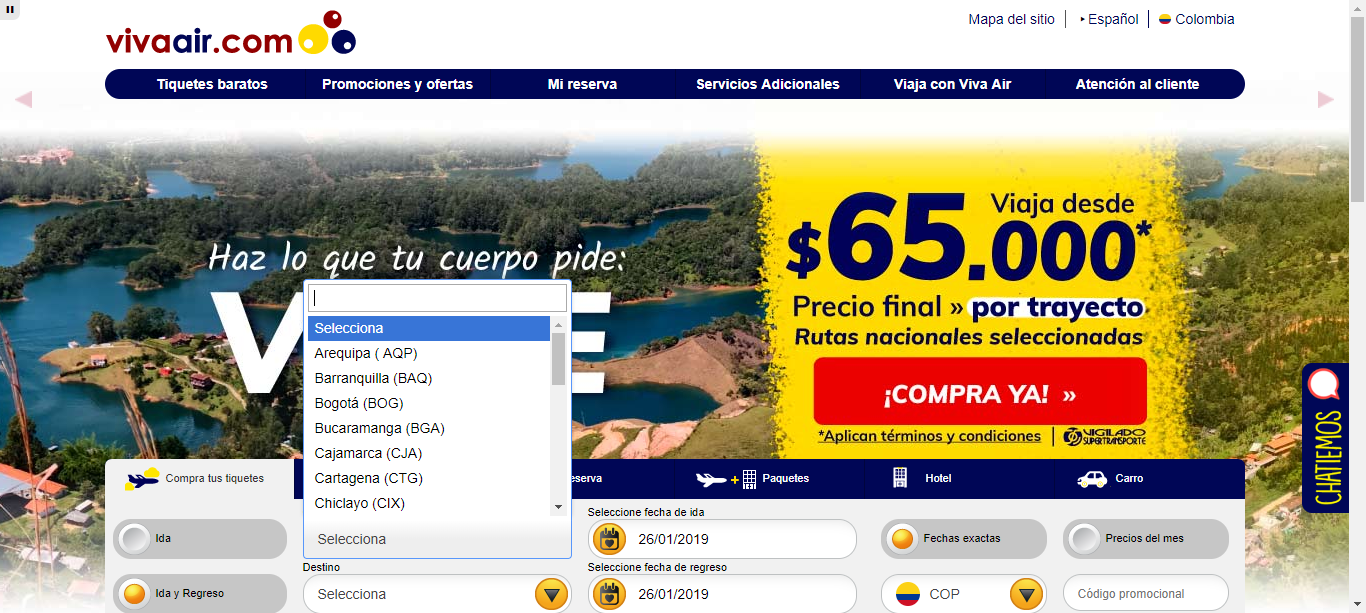 Mapa del sitio
Español
Colombia
vivaair.com
Tiquetes baratos
Promociones y ofertas
Mi reserva
Servicios Adicionales
Viaja con Viva Air
Atención al cliente
Haz lo que tu cuerpo pide:
Viaja desde
$65.000*
Precio final » por trayecto
Rutas nacionales seleccionadas
¡COMPRA YA! »
*Aplican términos y condiciones
VIGILADO
SUPERTRANSPORTE
CHATIEMOS
Selecciona
Arequipa ( AQP)
Barranquilla (BAQ)
Bogotá (BOG)
Bucaramanga (BGA)
Cajamarca (CJA)
Cartagena (CTG)
Chiclayo (CIX)
Selecciona
Compra tus tiquetes
Paquetes
Hotel
Carro
Ida
Ida y Regreso
Destino
Selecciona
Seleccione fecha de ida
26/01/2019
Seleccione fecha de regreso
26/01/2019
Fechas exactas
Precios del mes
COP
Código promocional